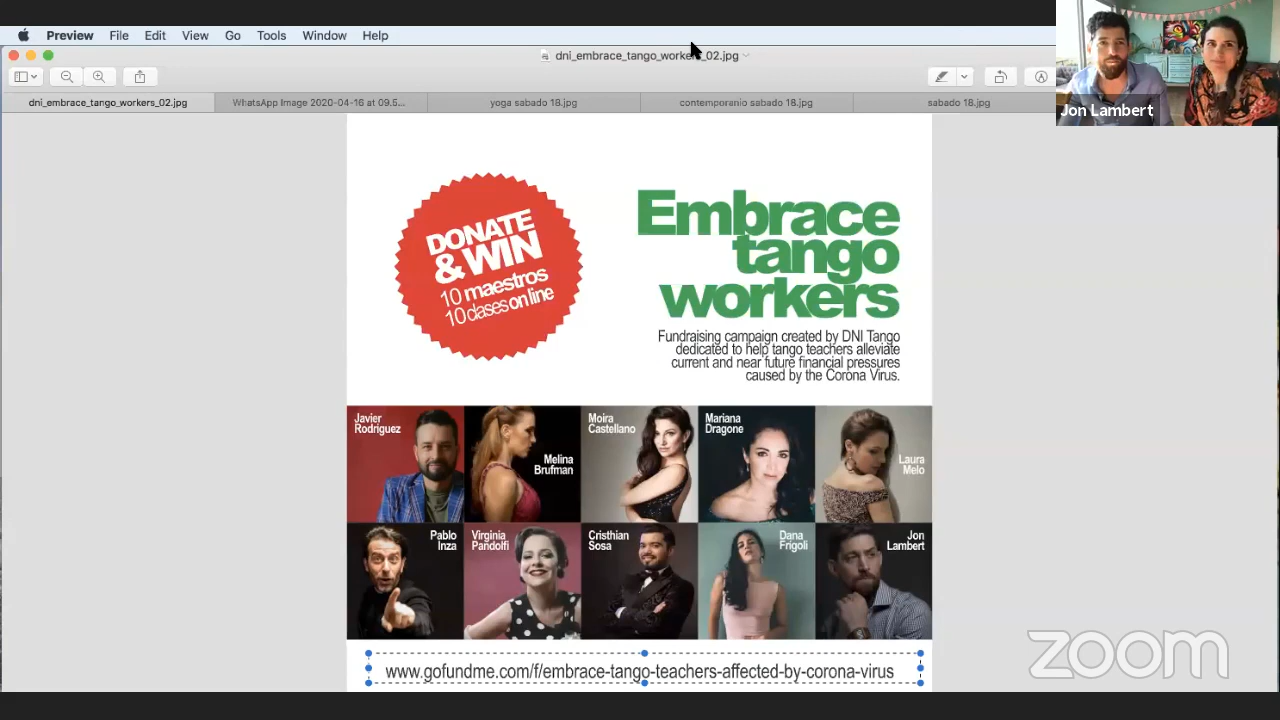 Preview File Edit View Go Tools Window Help
dni_embrace_tango_workers_02.jpg
dni_embrace_tango_workers_02.jpg
WhatsApp Image 2020-04-16 at 09.5...
yoga sabado 18.jpg
contemporanio sabado 18.jpg
sabado 18.jpg
Jon Lambert
DONATE
& WIN
10 maestros
10 clases on line
Embrace
tango
workers
Fundraising campaign created by DNI Tango
dedicated to help tango teachers alleviate
current and near future financial pressures
caused by the Corona Virus.
Javier
Rodriguez
Melina
Brufman
Moira
Castellano
Mariana
Dragone
Laura
Melo
Pablo
Inza
Virginia
Pandolfi
Cristhian
Sosa
Dana
Frigoli
Jon
Lambert
www.gofundme.com/f/embrace-tango-teachers-affected-by-corona-virus
zoom